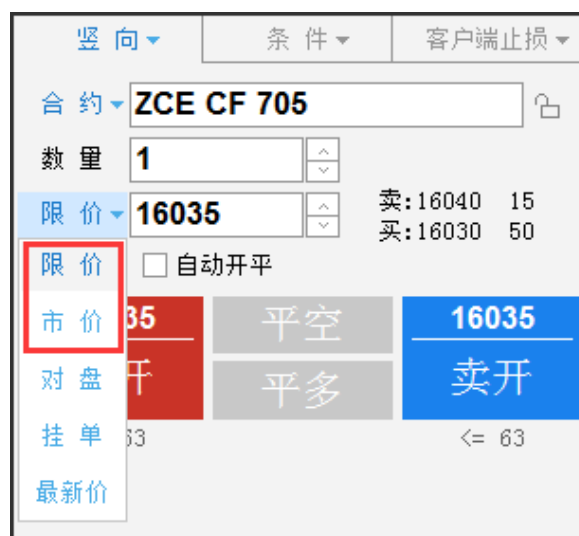 竖 向 条 件 客户端止损
合 约 ZCE CF 705
数 量 1
限 价 16035 卖:16040 15
买:16030 50
限 价 自动开平
市 价 35 平空 16035
对 盘 开 平多 卖开
挂 单 63 <= 63
最新价